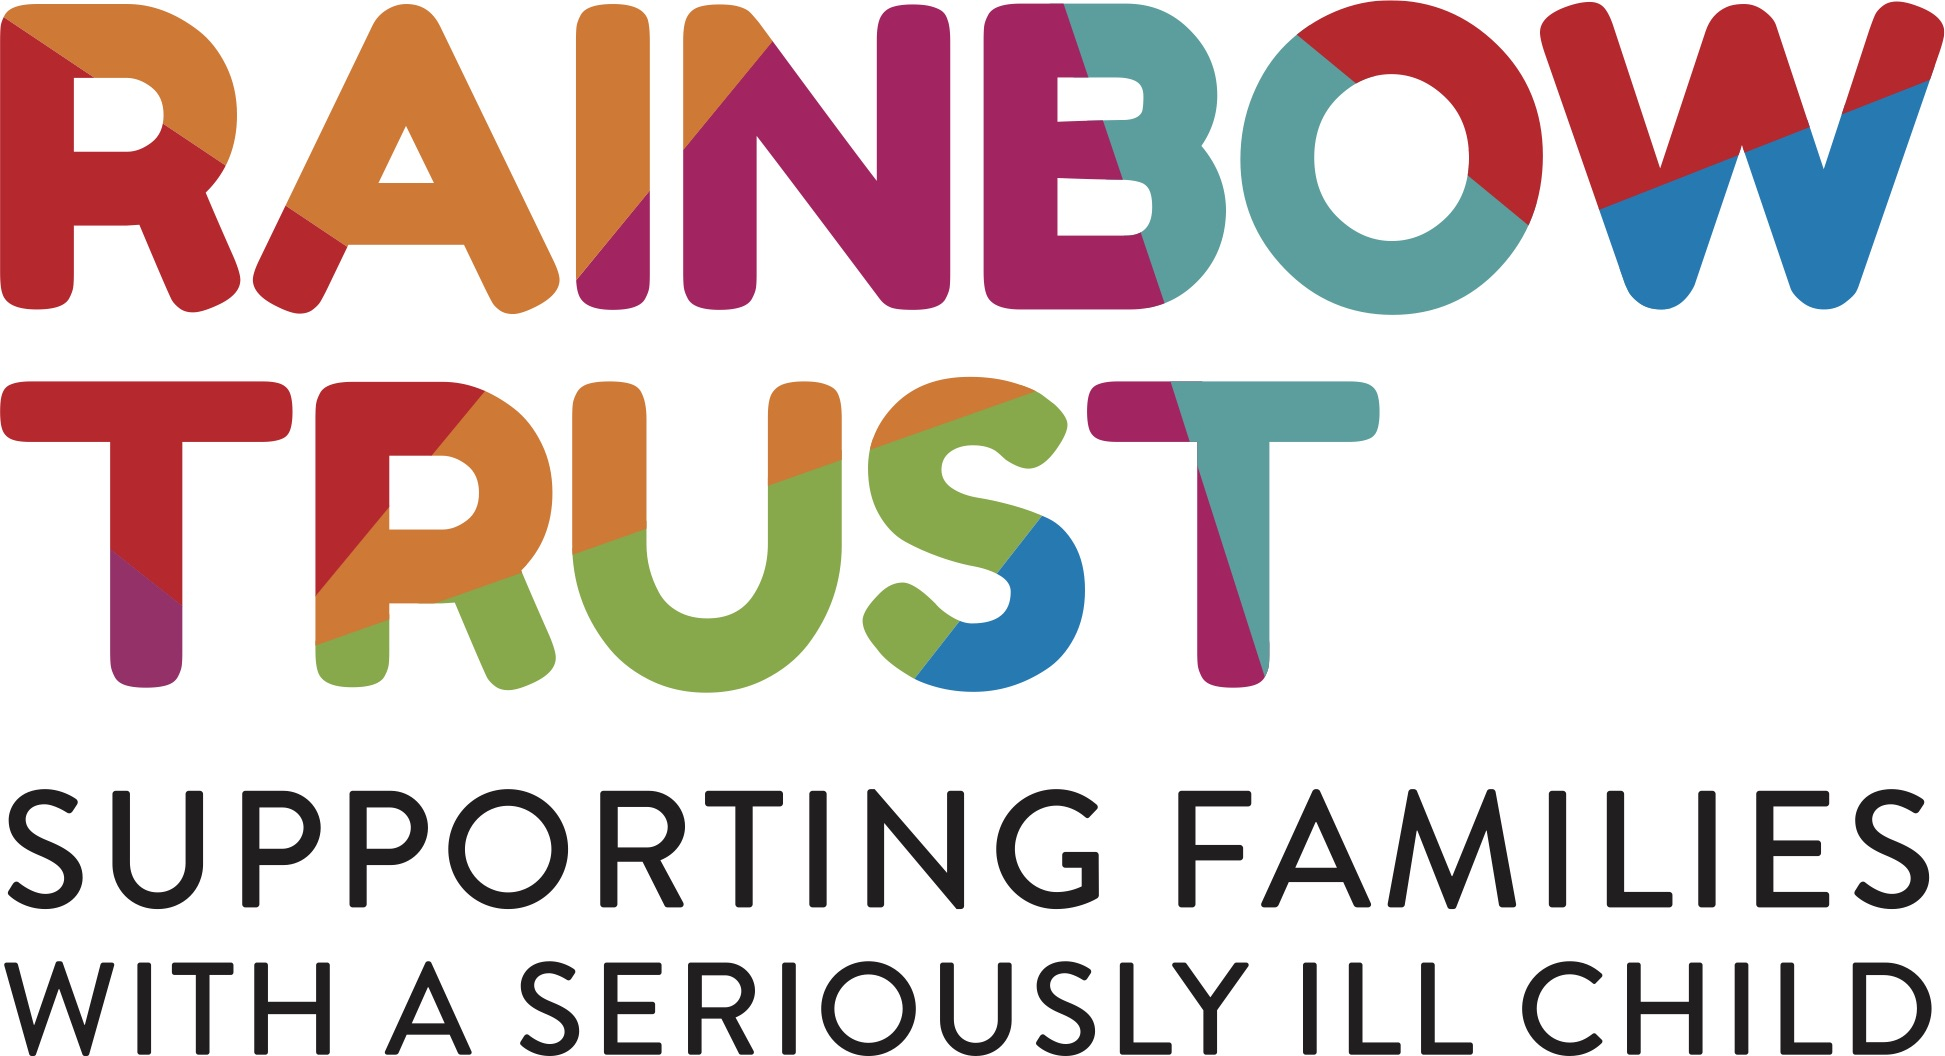 RAINBOW
TRUST
SUPPORTING FAMILIES
WITH A SERIOUSLY ILL CHILD